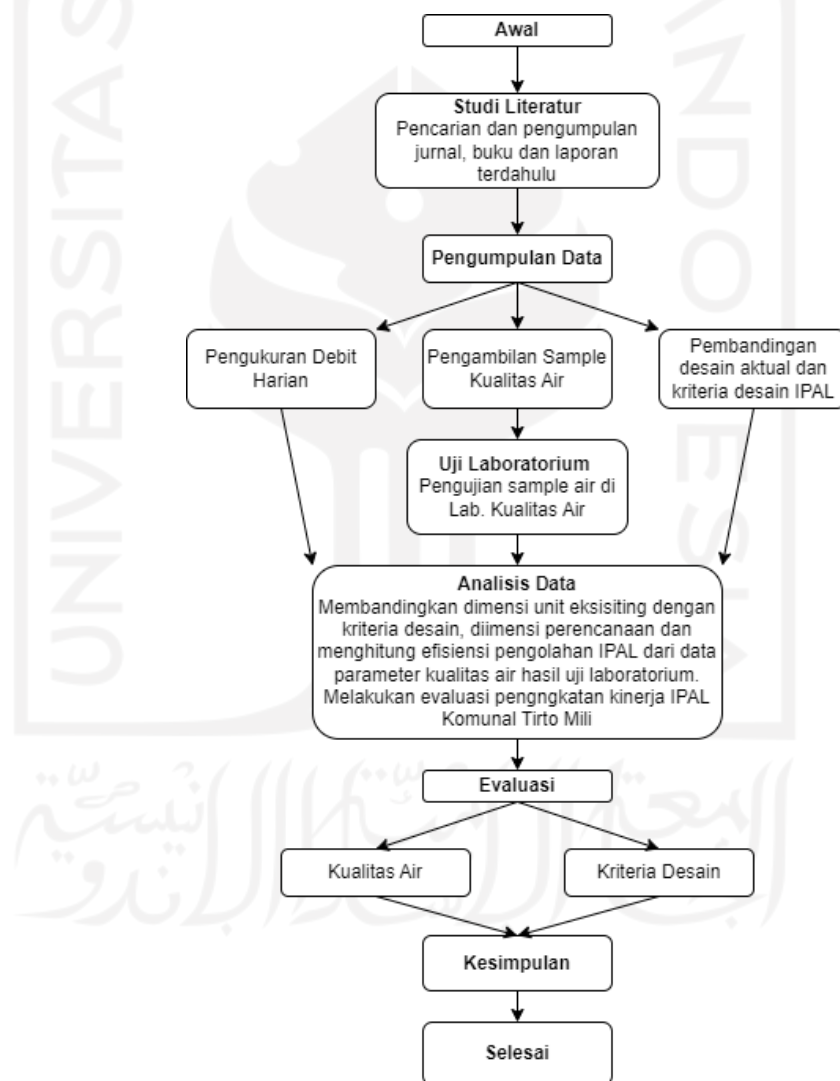 Awal
Studi Literatur
Pencarian dan pengumpulan
jurnal, buku dan laporan
terdahulu
Pengumpulan Data
Pengukuran Debit
Harian
Pengambilan Sample
Kualitas Air
Pembandingan
desain aktual dan
kriteria desain IPAL
Uji Laboratorium
Pengujian sample air di
Lab. Kualitas Air
Analisis Data
Membandingkan dimensi unit eksisiting dengan
kriteria desain, diimensi perencanaan dan
menghitung efisiensi pengolahan IPAL dari data
parameter kualitas air hasil uji laboratorium.
Melakukan evaluasi pengngkatan kinerja IPAL
Komunal Tirto Mili
Evaluasi
Kualitas Air
Kriteria Desain
Kesimpulan
Selesai
UNIVERSITAS
NDONESIA